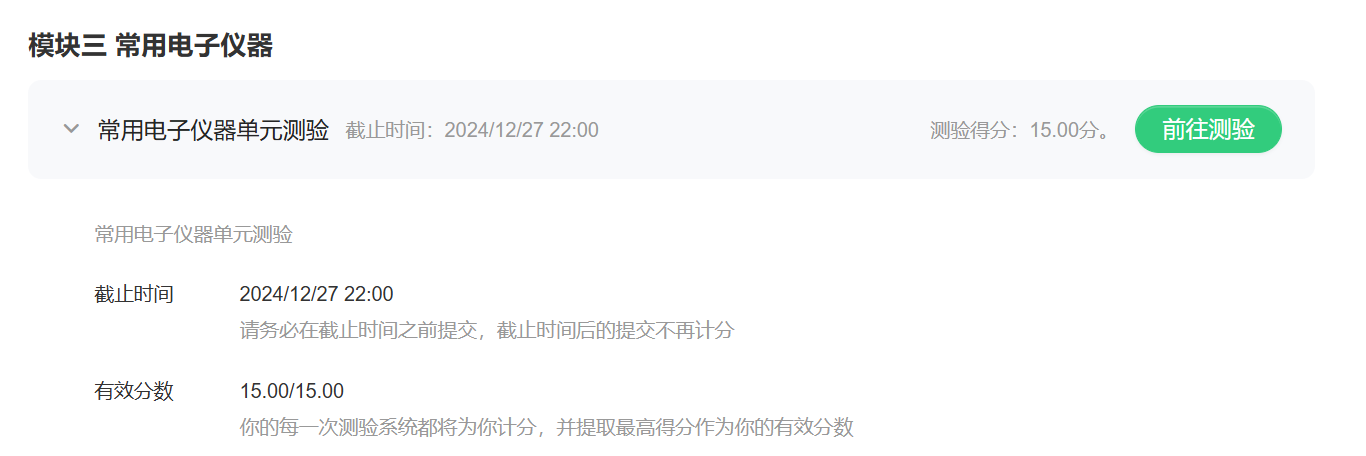 模块三 常用电子仪器
常用电子仪器单元测验 截止时间：2024/12/27 22:00 测验得分：15.00分。 前往测验
常用电子仪器单元测验
截止时间 2024/12/27 22:00
请务必在截止时间之前提交，截止时间后的提交不再计分
有效分数 15.00/15.00
你的每一次测验系统都将为你计分，并提取最高得分作为你的有效分数